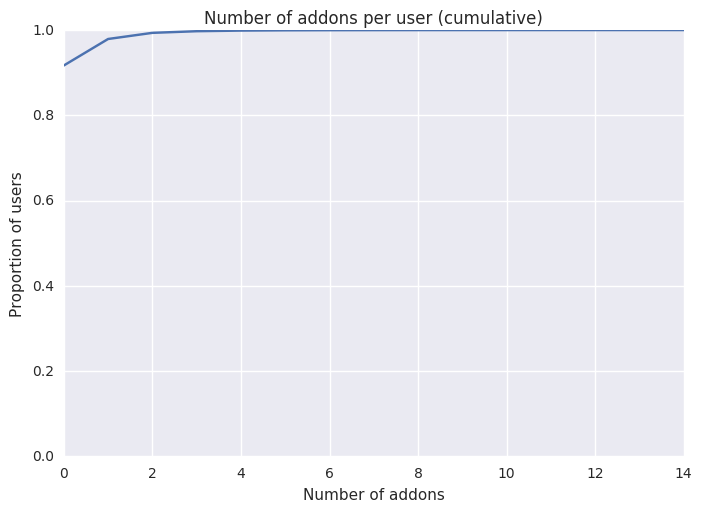 Number of addons per user (cumulative)
1.0
0.8
0.6
0.4
0.2
0.0
Proportion of users
0 2 4 6 8 10 12 14
Number of addons